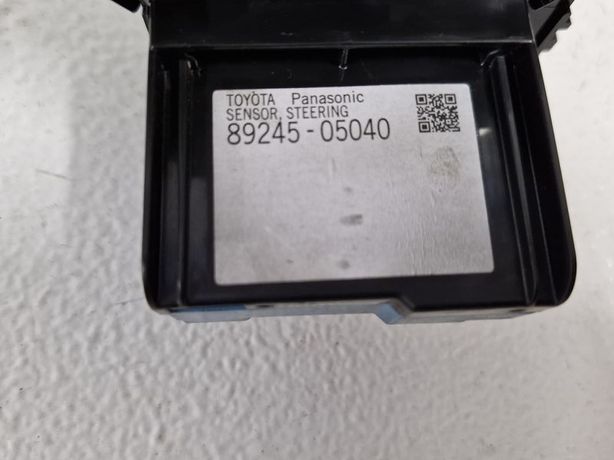 TOYOTA Panasonic
SENSOR, STEERING
89245-05040